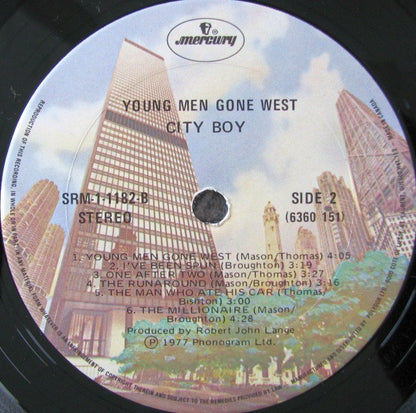 mercury
YOUNG MEN GONE WEST
CITY BOY
SRM-1-1182-B
STEREO
SIDE 2
(6360 151)
1. YOUNG MEN GONE WEST (Mason/Thomas) 4:05
2. I'VE BEEN SPUN (Broughton) 3:19
3. ONE AFTER TWO (Mason/Thomas) 3:27
4. THE RUNAROUND (Mason/Broughton) 3:16
5. THE MAN WHO ATE HIS CAR (Thomas/
Bishton) 3:00
6. THE MILLIONAIRE (Mason/
Broughton) 4:28
Produced by Robert John Lange
Ⓟ 1977 Phonogram Ltd.